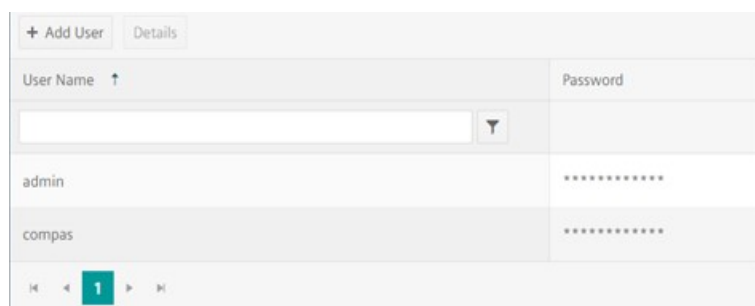 + Add User Details
User Name ↑ Password
admin ************
compas ************
1